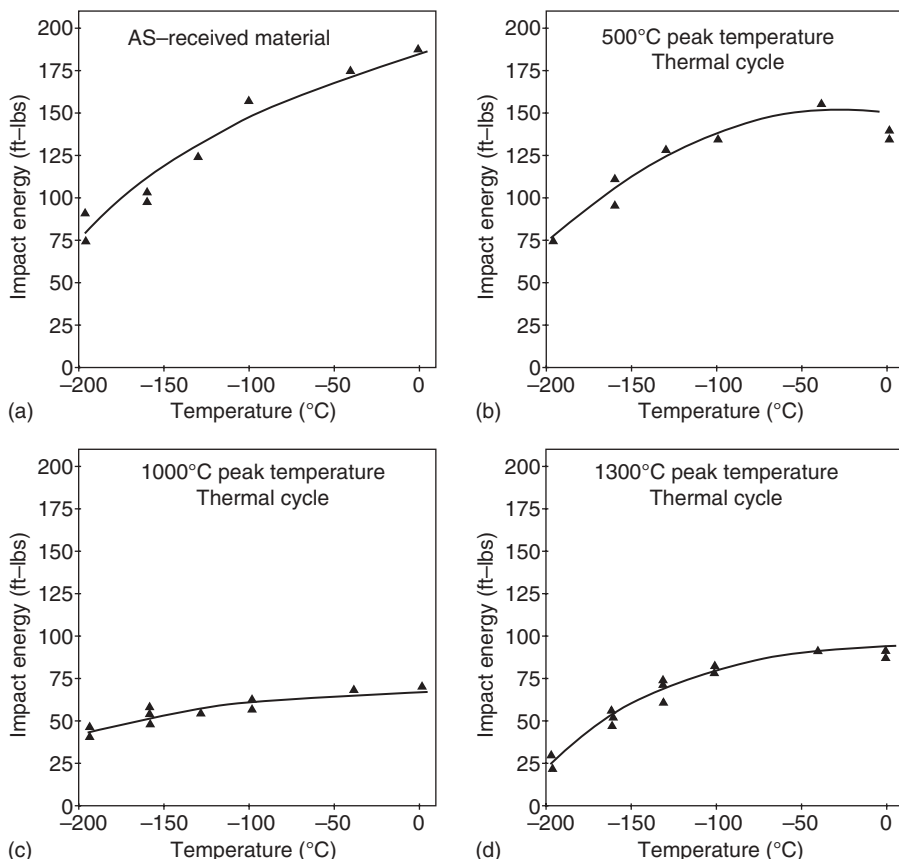 200
175
150
125
100
75
50
25
0
Impact energy (ft–lbs)
AS–received material
–200 –150 –100 –50 0
(a) Temperature (°C)
200
175
150
125
100
75
50
25
0
Impact energy (ft–lbs)
500°C peak temperature
Thermal cycle
–200 –150 –100 –50 0
(b) Temperature (°C)
200
175
150
125
100
75
50
25
0
Impact energy (ft–lbs)
1000°C peak temperature
Thermal cycle
–200 –150 –100 –50 0
(c) Temperature (°C)
200
175
150
125
100
75
50
25
0
Impact energy (ft–lbs)
1300°C peak temperature
Thermal cycle
–200 –150 –100 –50 0
(d) Temperature (°C)